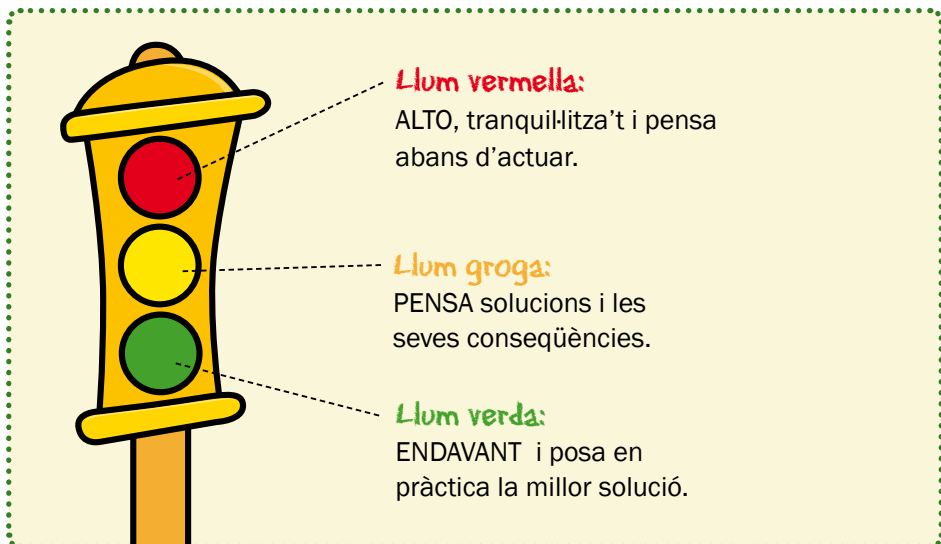 Llum vermella:
ALTO, tranquil·litza’t i pensa
abans d’actuar.
Llum groga:
PENSA solucions i les
seves conseqüències.
Llum verda:
ENDAVANT i posa en
pràctica la millor solució.